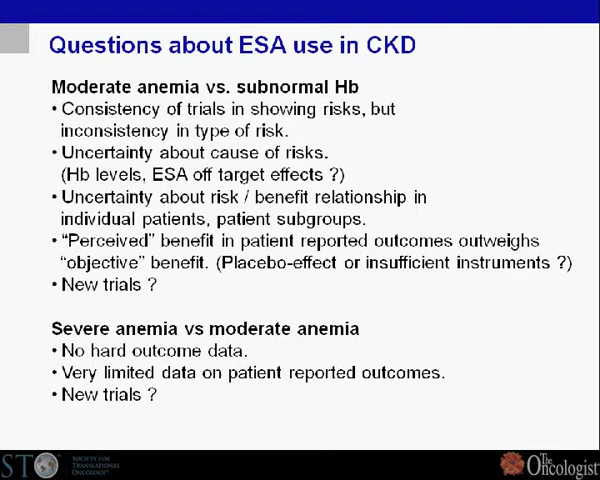 Questions about ESA use in CKD
Moderate anemia vs. subnormal Hb
• Consistency of trials in showing risks, but
inconsistency in type of risk.
• Uncertainty about cause of risks.
(Hb levels, ESA off target effects ?)
• Uncertainty about risk / benefit relationship in
individual patients, patient subgroups.
• “Perceived” benefit in patient reported outcomes outweighs
“objective” benefit. (Placebo-effect or insufficient instruments ?)
• New trials ?
Severe anemia vs moderate anemia
• No hard outcome data.
• Very limited data on patient reported outcomes.
• New trials ?
STO
SOCIETY FOR
TRANSLATIONAL
ONCOLOGY
The
Oncologist